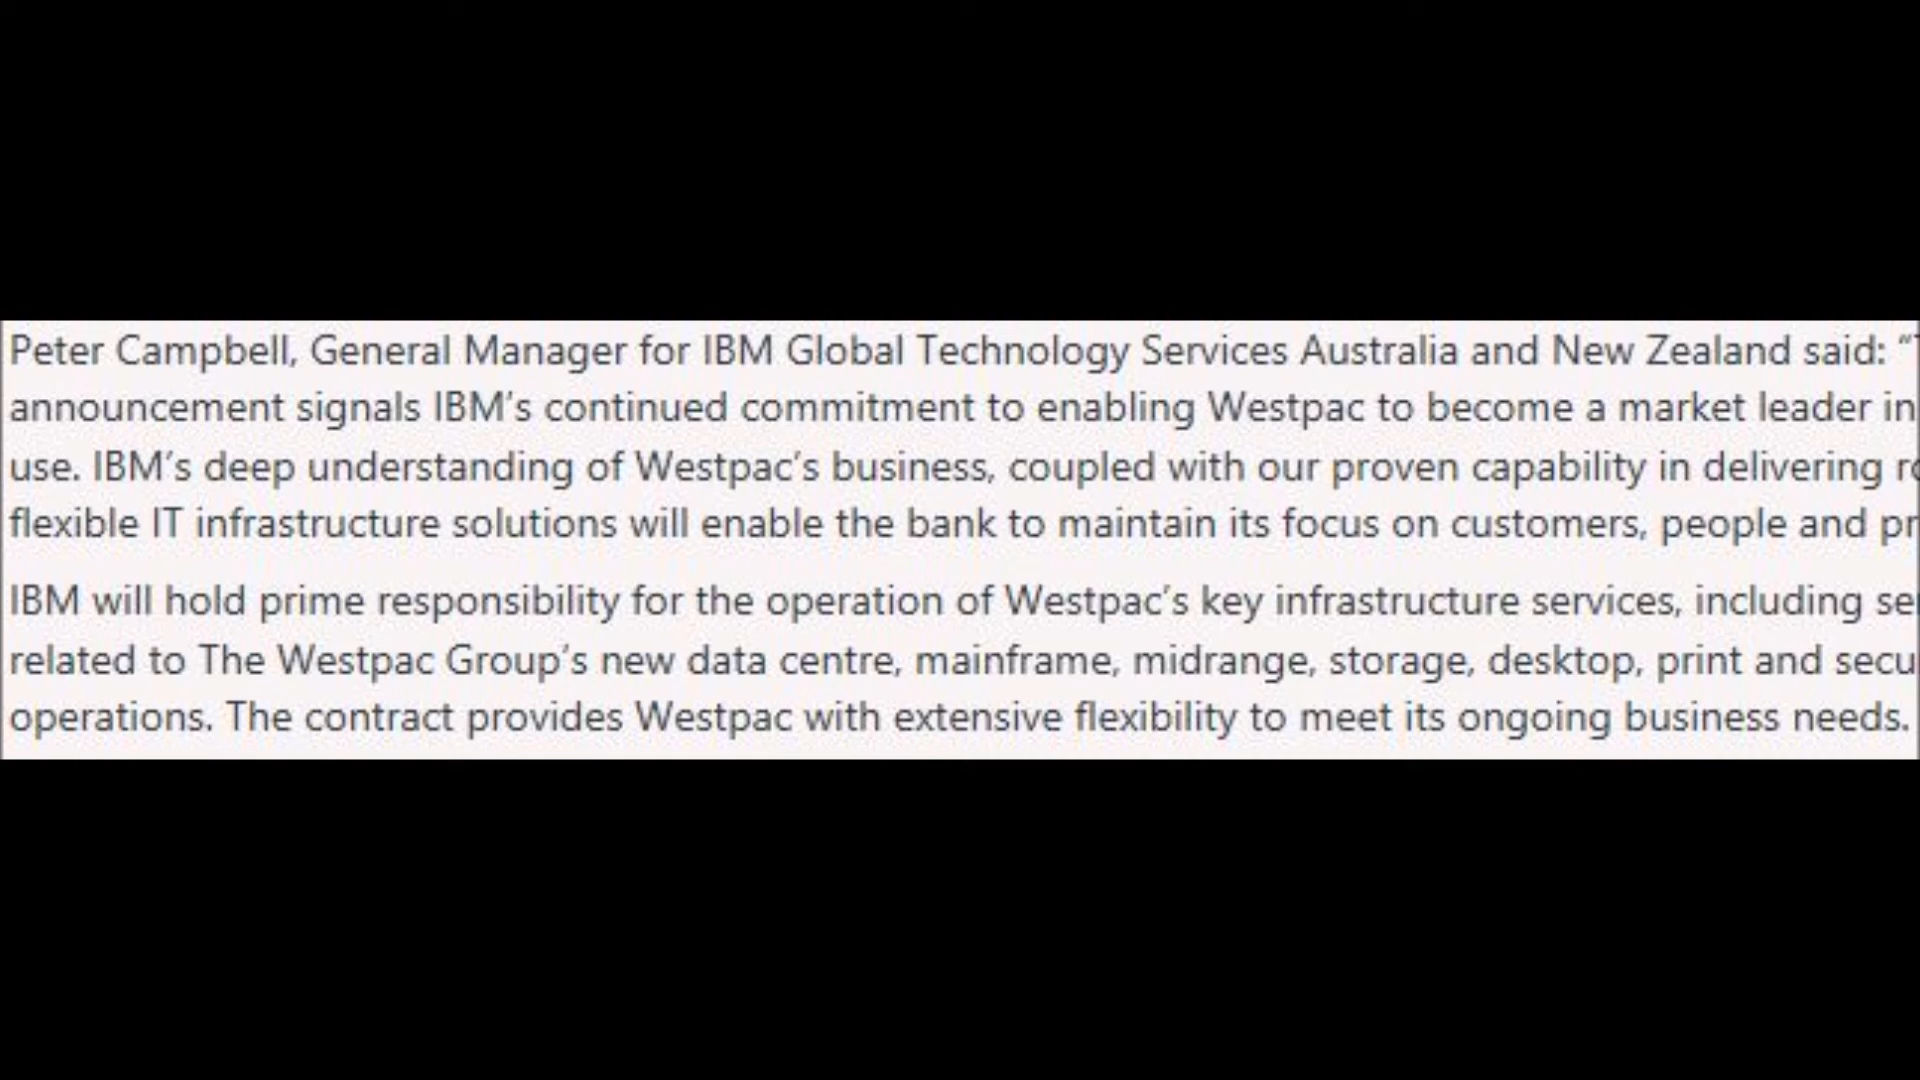 Peter Campbell, General Manager for IBM Global Technology Services Australia and New Zealand said: “
announcement signals IBM’s continued commitment to enabling Westpac to become a market leader in
use. IBM’s deep understanding of Westpac’s business, coupled with our proven capability in delivering
flexible IT infrastructure solutions will enable the bank to maintain its focus on customers, people and
IBM will hold prime responsibility for the operation of Westpac’s key infrastructure services, including
related to The Westpac Group’s new data centre, mainframe, midrange, storage, desktop, print and
operations. The contract provides Westpac with extensive flexibility to meet its ongoing business needs.